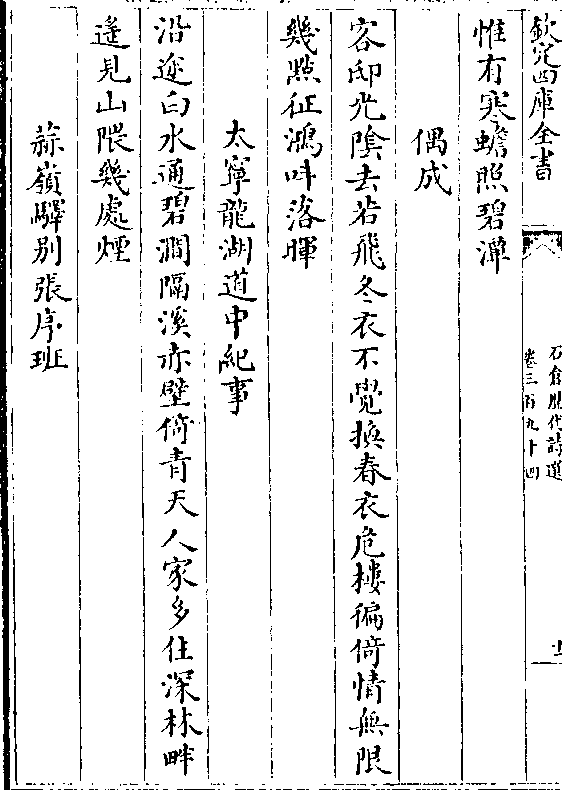 欽定四庫全書
石倉歷代詩選
卷三百九十四
惟有寒蟾照碧潭
偶成
客邸光陰去若飛冬衣不覺換春衣危樓徧倚情無限
幾點征鴻呌落暉
太寧龍湖道中紀事
沿途白水通碧澗隔溪赤壁倚青天人家多住深林畔
遙見山隈幾處煙
蒜嶺驛别張序班